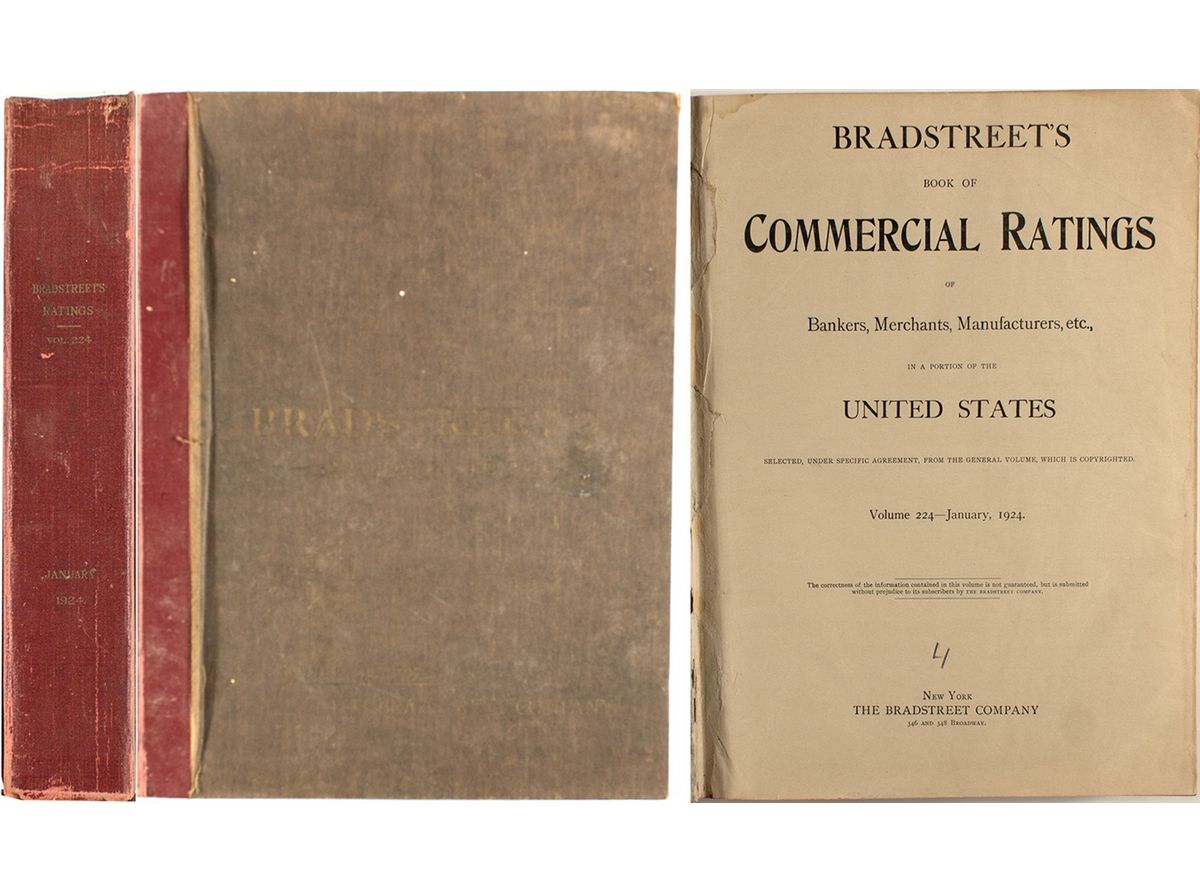 BRADSTREET'S
RATINGS
VOL. 224
JANUARY
1924.
BRADSTREET'S
BRADSTREET'S
BOOK OF
COMMERCIAL RATINGS
OF
Bankers, Merchants, Manufacturers, etc.,
IN A PORTION OF THE
UNITED STATES
SELECTED, UNDER SPECIFIC AGREEMENT, FROM THE GENERAL VOLUME, WHICH IS COPYRIGHTED.
Volume 224—January, 1924.
The correctness of the information contained in this volume is not guaranteed, but is submitted
without prejudice to its subscribers by THE BRADSTREET COMPANY.
4
NEW YORK
THE BRADSTREET COMPANY
346 AND 348 BROADWAY.